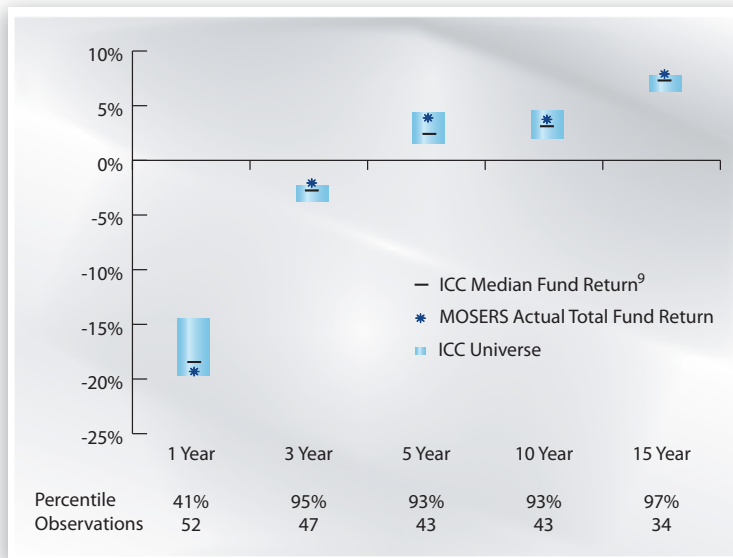 10%
5%
0%
-5%
-10%
-15%
-20%
-25%
ICC Median Fund Return9
MOSERS Actual Total Fund Return
ICC Universe
1 Year 3 Year 5 Year 10 Year 15 Year
Percentile 41% 95% 93% 93% 97%
Observations 52 47 43 43 34